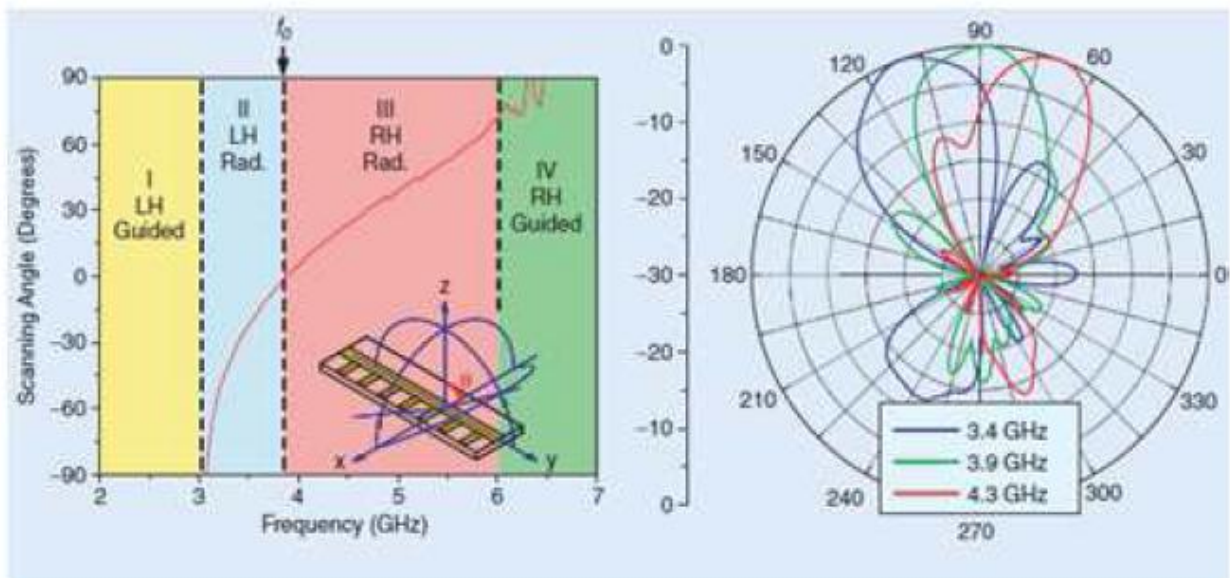 f₀
90
60
30
0
−30
−60
−90
Scanning Angle (Degrees)
I
LH
Guided
II
LH
Rad.
III
RH
Rad.
IV
RH
Guided
z
θ
x
y
2
3
4
5
6
7
Frequency (GHz)
0
−10
−20
−30
−20
−10
0
90
60
30
0
330
300
270
240
210
180
150
120
3.4 GHz
3.9 GHz
4.3 GHz